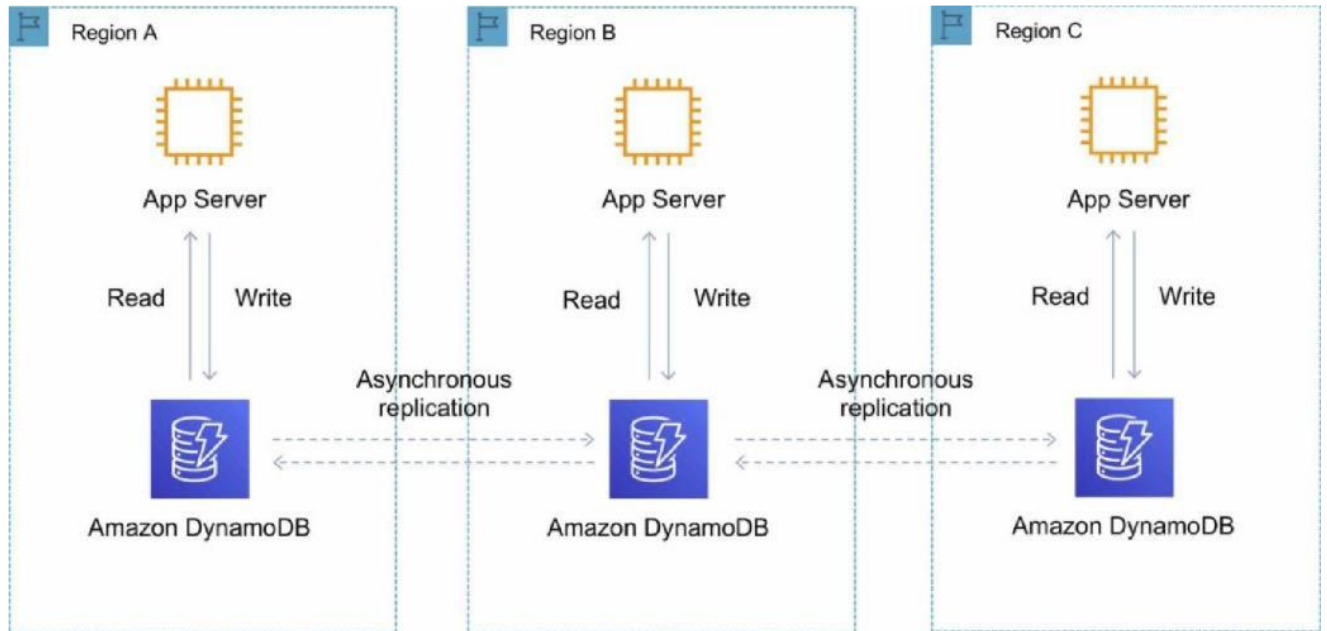 Region A
Region B
Region C
App Server
App Server
App Server
Read
Write
Read
Write
Read
Write
Asynchronous
replication
Asynchronous
replication
Amazon DynamoDB
Amazon DynamoDB
Amazon DynamoDB